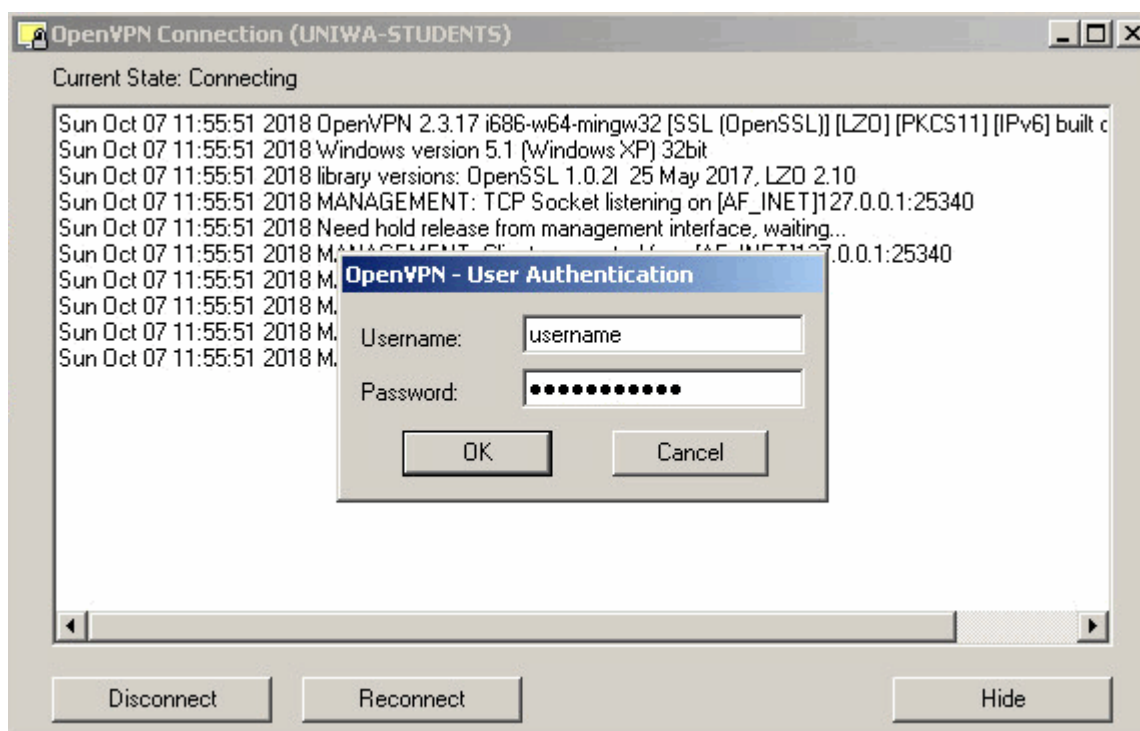 OpenVPN Connection (UNIWA-STUDENTS)
Current State: Connecting
Sun Oct 07 11:55:51 2018 OpenVPN 2.3.17 i686-w64-mingw32 [SSL (OpenSSL)] [LZO] [PKCS11] [IPv6] built
Sun Oct 07 11:55:51 2018 Windows version 5.1 (Windows XP) 32bit
Sun Oct 07 11:55:51 2018 library versions: OpenSSL 1.0.2l 25 May 2017, LZO 2.10
Sun Oct 07 11:55:51 2018 MANAGEMENT: TCP Socket listening on [AF_INET]127.0.0.1:25340
Sun Oct 07 11:55:51 2018 Need hold release from management interface, waiting...
Sun Oct 07 11:55:51 2018 MANAGEMENT: [AF_INET]127.0.0.1:25340
Sun Oct 07 11:55:51 2018 M
Sun Oct 07 11:55:51 2018 M
Sun Oct 07 11:55:51 2018 M
Sun Oct 07 11:55:51 2018 M
OpenVPN - User Authentication
Username: username
Password: ●●●●●●●●●●●
OK Cancel
Disconnect Reconnect Hide